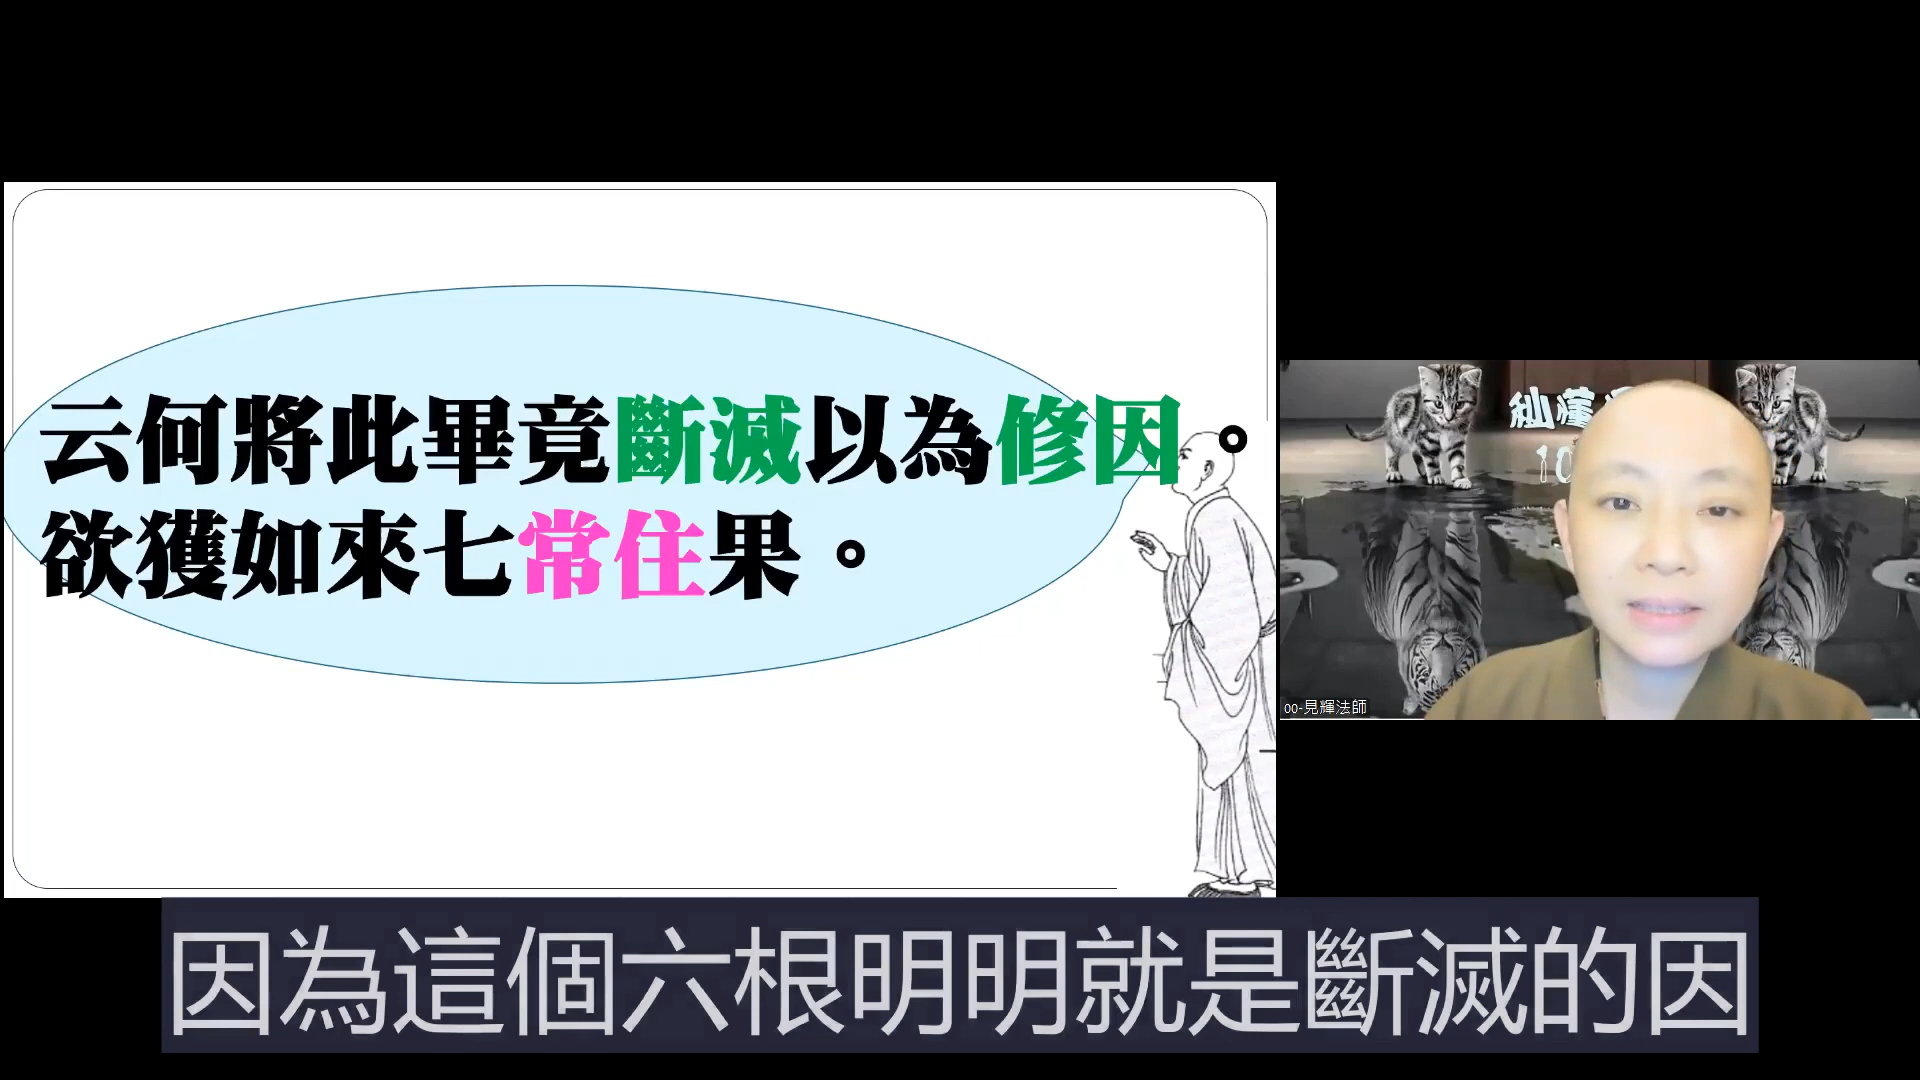 云何將此畢竟斷滅以為修因。
欲獲如來七常住果。
10
00-見輝法師
因為這個六根明明就是斷滅的因